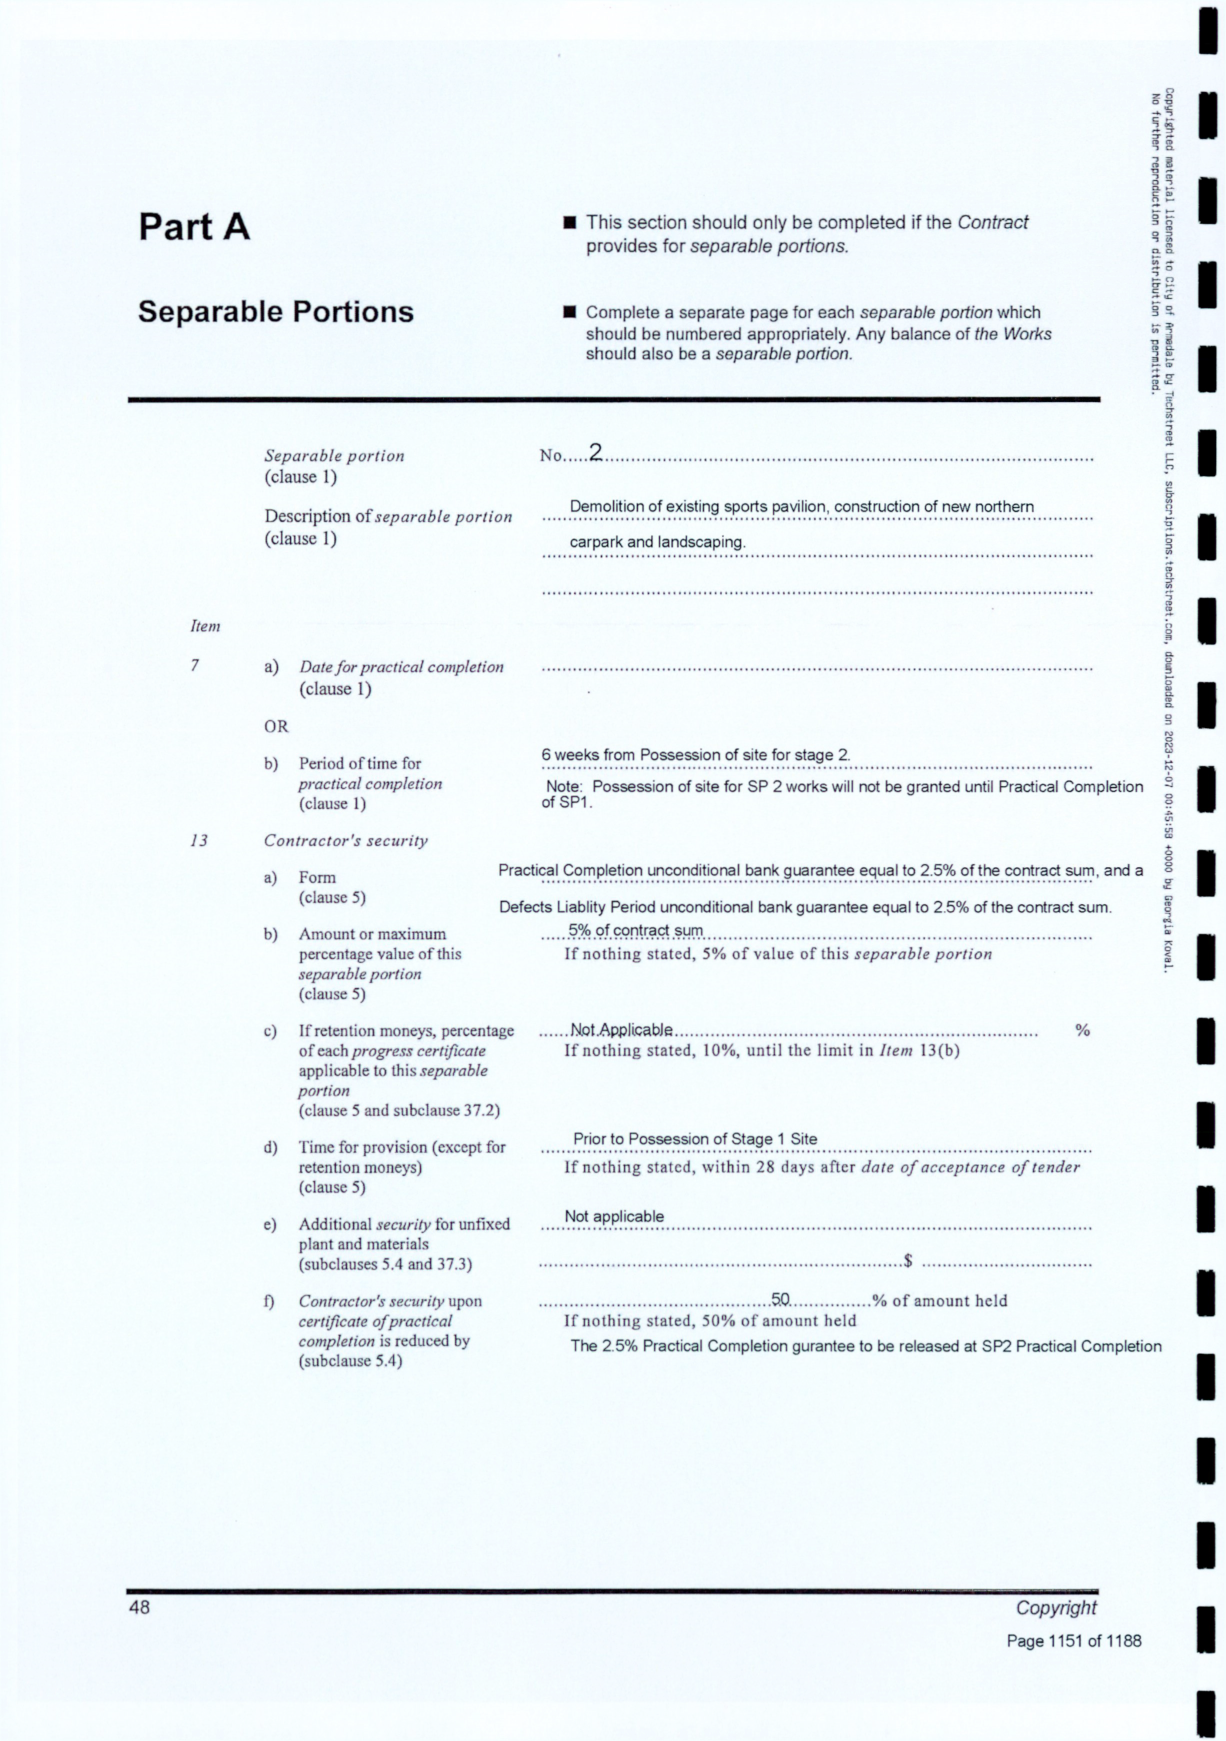 Part A
■ This section should only be completed if the Contract
provides for separable portions.
Separable Portions
■ Complete a separate page for each separable portion which
should be numbered appropriately. Any balance of the Works
should also be a separable portion.
Separable portion
(clause 1)
No.....2
Description of separable portion
(clause 1)
Demolition of existing sports pavilion, construction of new northern
carpark and landscaping.
Item
7 a) Date for practical completion
(clause 1)
OR
b) Period of time for
practical completion
(clause 1)
6 weeks from Possession of site for stage 2.
Note: Possession of site for SP 2 works will not be granted until Practical Completion
of SP1.
13 Contractor's security
a) Form
(clause 5)
Practical Completion unconditional bank guarantee equal to 2.5% of the contract sum, and a
Defects Liablity Period unconditional bank guarantee equal to 2.5% of the contract sum.
b) Amount or maximum
percentage value of this
separable portion
(clause 5)
5% of contract sum
If nothing stated, 5% of value of this separable portion
c) If retention moneys, percentage
of each progress certificate
applicable to this separable
portion
(clause 5 and subclause 37.2)
Not Applicable %
If nothing stated, 10%, until the limit in Item 13(b)
d) Time for provision (except for
retention moneys)
(clause 5)
Prior to Possession of Stage 1 Site
If nothing stated, within 28 days after date of acceptance of tender
e) Additional security for unfixed
plant and materials
(subclauses 5.4 and 37.3)
Not applicable
$
f) Contractor's security upon
certificate of practical
completion is reduced by
(subclause 5.4)
50 % of amount held
If nothing stated, 50% of amount held
The 2.5% Practical Completion gurantee to be released at SP2 Practical Completion
48
Copyright
Page 1151 of 1188
Copyrighted material licensed to City of Armadale by Techstreet LLC, subscriptions.techstreet.com, downloaded on 2023-12-07 00:45:58 +0000 by Georgia Koval.
No further reproduction or distribution is permitted.